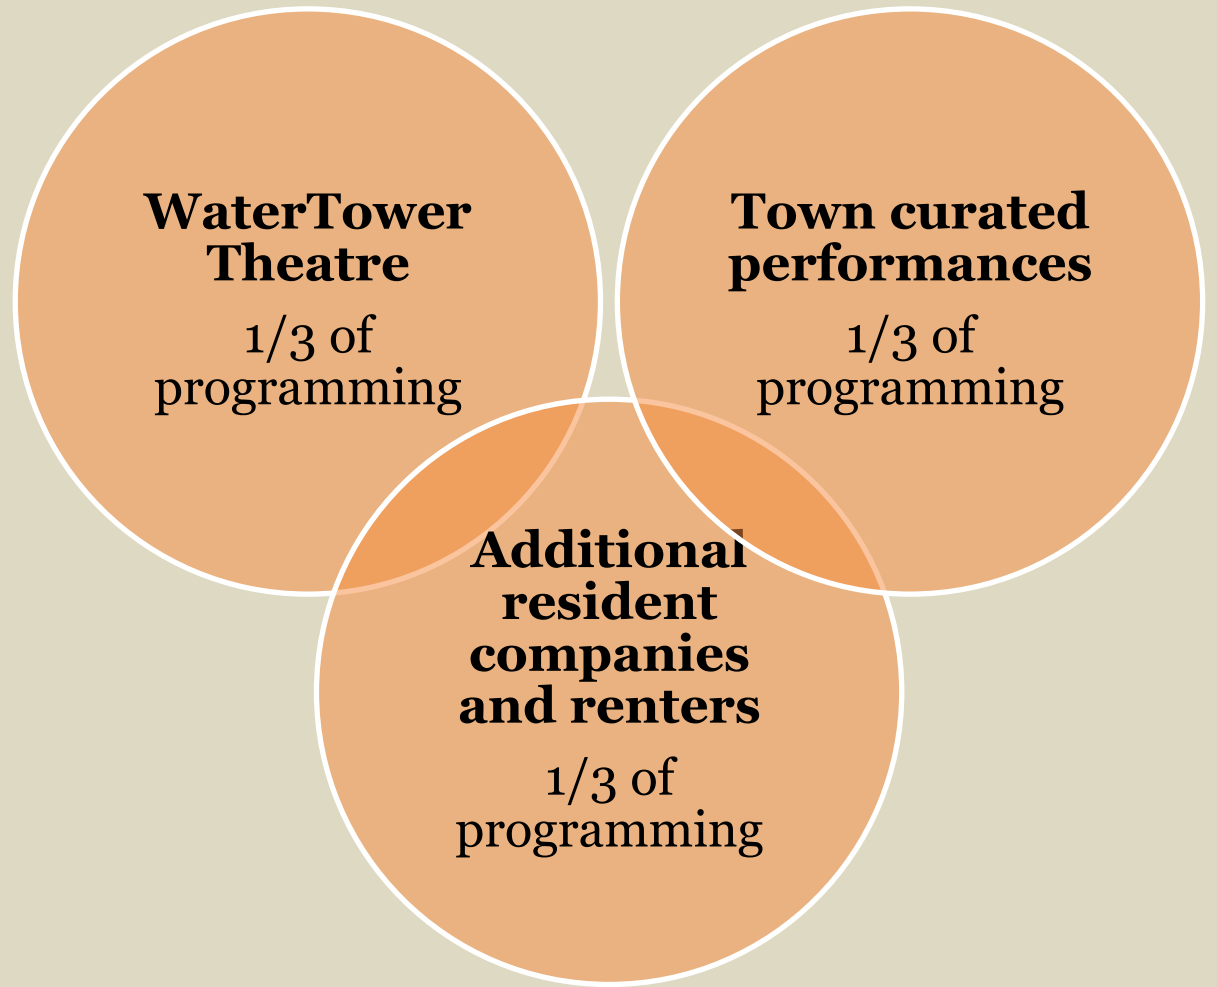 WaterTower
Theatre
1/3 of
programming
Town curated
performances
1/3 of
programming
Additional
resident
companies
and renters
1/3 of
programming